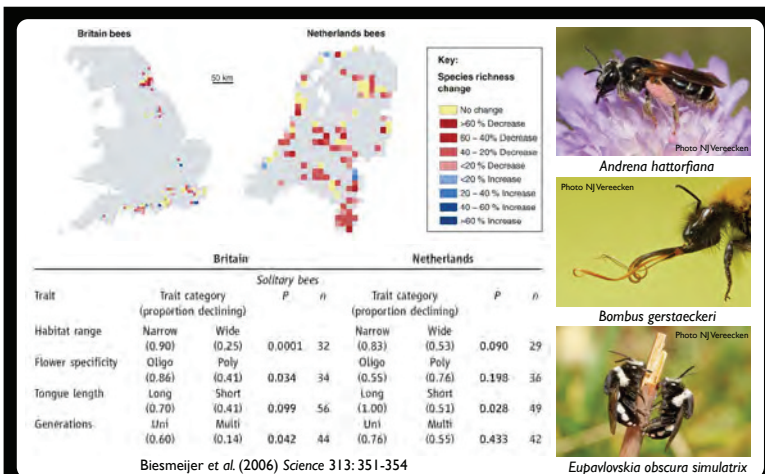 Britain bees
Netherlands bees
50 km
Key:
Species richness
change
No change
>60 % Decrease
60 – 40% Decrease
40 – 20% Decrease
<20 % Decrease
<20 % Increase
20 – 40 % Increase
40 – 60 % Increase
>60 % Increase
Photo NJ Vereecken
Andrena hattorfiana
Photo NJ Vereecken
Bombus gerstaeckeri
Photo NJ Vereecken
Eupavlovskia obscura simulatrix
Britain Netherlands
Solitary bees
Trait Trait category P n Trait category P n
(proportion declining) (proportion declining)
Habitat range Narrow Wide Narrow Wide
(0.90) (0.25) 0.0001 32 (0.83) (0.53) 0.090 29
Flower specificity Oligo Poly Oligo Poly
(0.86) (0.41) 0.034 34 (0.55) (0.76) 0.198 36
Tongue length Long Short Long Short
(0.70) (0.41) 0.099 56 (1.00) (0.51) 0.028 49
Generations Uni Multi Uni Multi
(0.60) (0.14) 0.042 44 (0.76) (0.55) 0.433 42
Biesmeijer et al. (2006) Science 313: 351-354